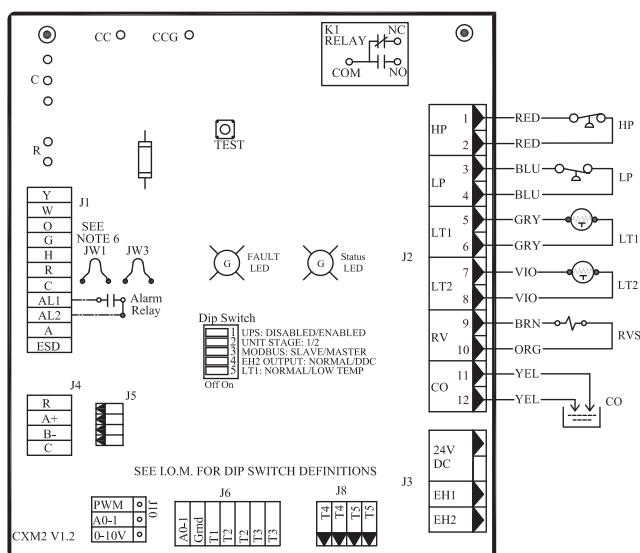 CC
CCG
K1
RELAY
NC
COM
NO
C
R
TEST
J1
Y
W
O
G
H
R
C
AL1
AL2
A
ESD
SEE
NOTE 6
JW1
JW3
Alarm
Relay
G
FAULT
LED
G
Status
LED
Dip Switch
1 UPS: DISABLED/ENABLED
2 UNIT STAGE: 1/2
3 MODBUS: SLAVE/MASTER
4 EH2 OUTPUT: NORMAL/DDC
5 LT1: NORMAL/LOW TEMP
Off On
J2
HP
1
RED
2
RED
HP
LP
3
BLU
4
BLU
LP
LT1
5
GRY
6
GRY
LT1
LT2
7
VIO
8
VIO
LT2
RV
9
BRN
10
ORG
RVS
CO
11
YEL
12
YEL
CO
J4
R
A+
B-
C
J5
J3
24V
DC
EH1
EH2
SEE I.O.M. FOR DIP SWITCH DEFINITIONS
J10
PWM
A0-1
0-10V
J6
A0-1
Grnd
T1
T2
T2
T3
T3
J8
T4
T4
T5
T5
CXM2 V1.2